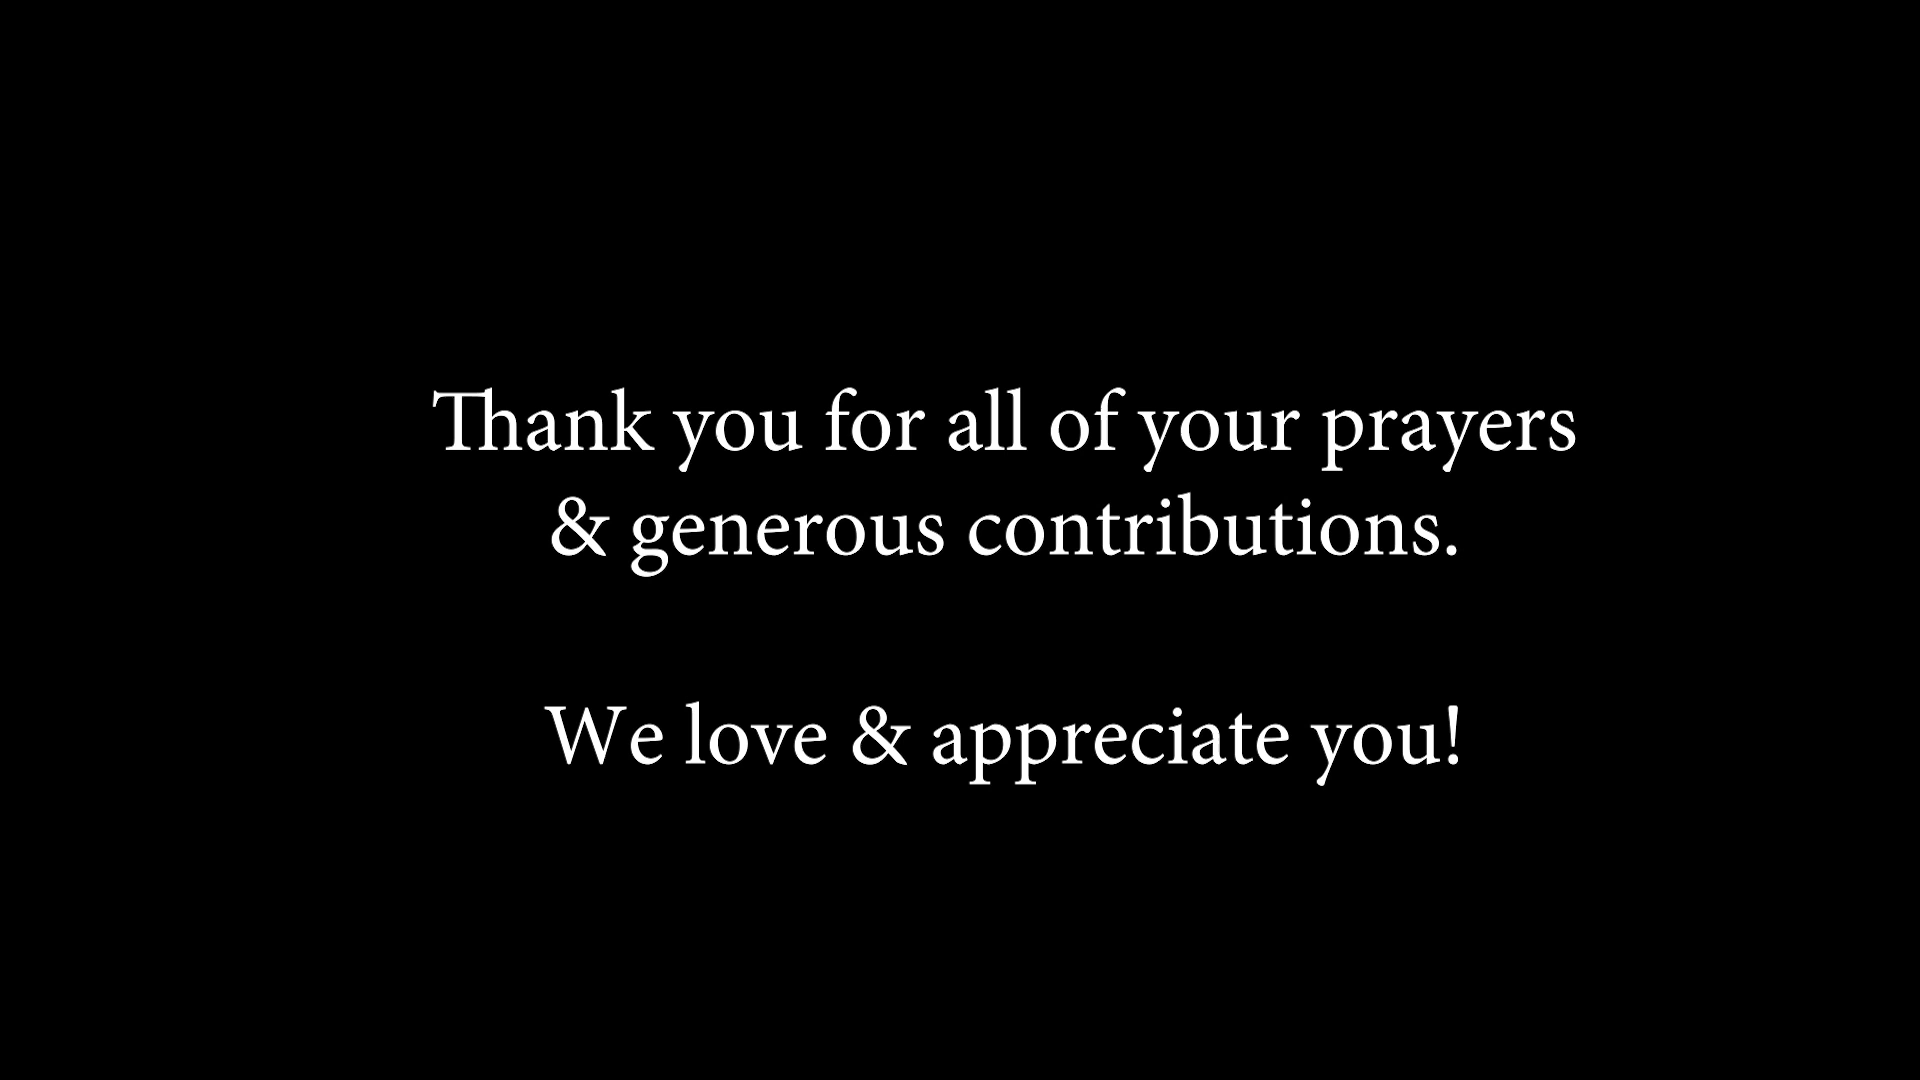 Thank you for all of your prayers
& generous contributions.
We love & appreciate you!